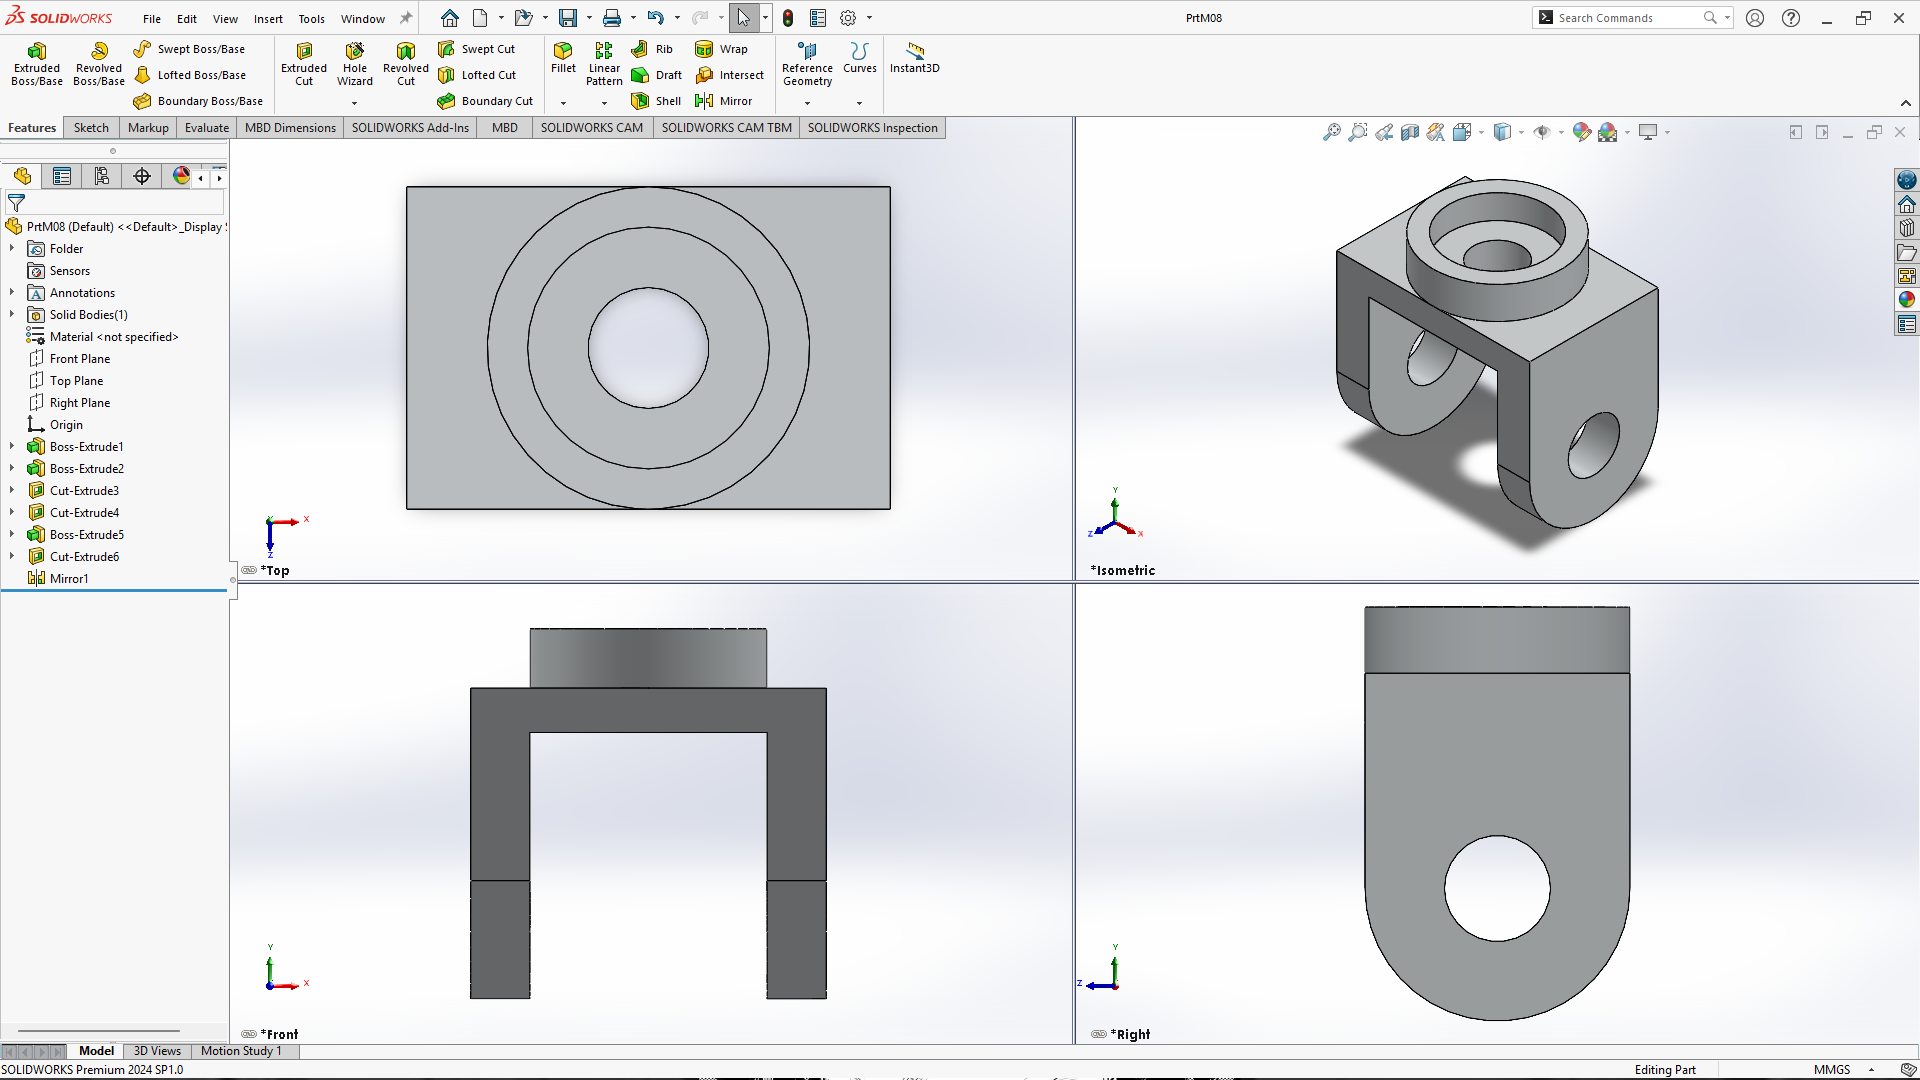 SOLIDWORKS File Edit View Insert Tools Window PrtM08 Search Commands
Extruded Boss/Base
Revolved Boss/Base
Swept Boss/Base
Lofted Boss/Base
Boundary Boss/Base
Extruded Cut
Hole Wizard
Revolved Cut
Swept Cut
Lofted Cut
Boundary Cut
Fillet
Linear Pattern
Rib
Draft
Shell
Wrap
Intersect
Mirror
Reference Geometry
Curves
Instant3D
Features Sketch Markup Evaluate MBD Dimensions SOLIDWORKS Add-Ins MBD SOLIDWORKS CAM SOLIDWORKS CAM TBM SOLIDWORKS Inspection
PrtM08 (Default) <<Default>_Display
Folder
Sensors
Annotations
Solid Bodies(1)
Material <not specified>
Front Plane
Top Plane
Right Plane
Origin
Boss-Extrude1
Boss-Extrude2
Cut-Extrude3
Cut-Extrude4
Boss-Extrude5
Cut-Extrude6
Mirror1
Y X Z
*Top
Y Z X
*Isometric
Y X
*Front
Y Z
*Right
Model 3D Views Motion Study 1
SOLIDWORKS Premium 2024 SP1.0 Editing Part MMGS